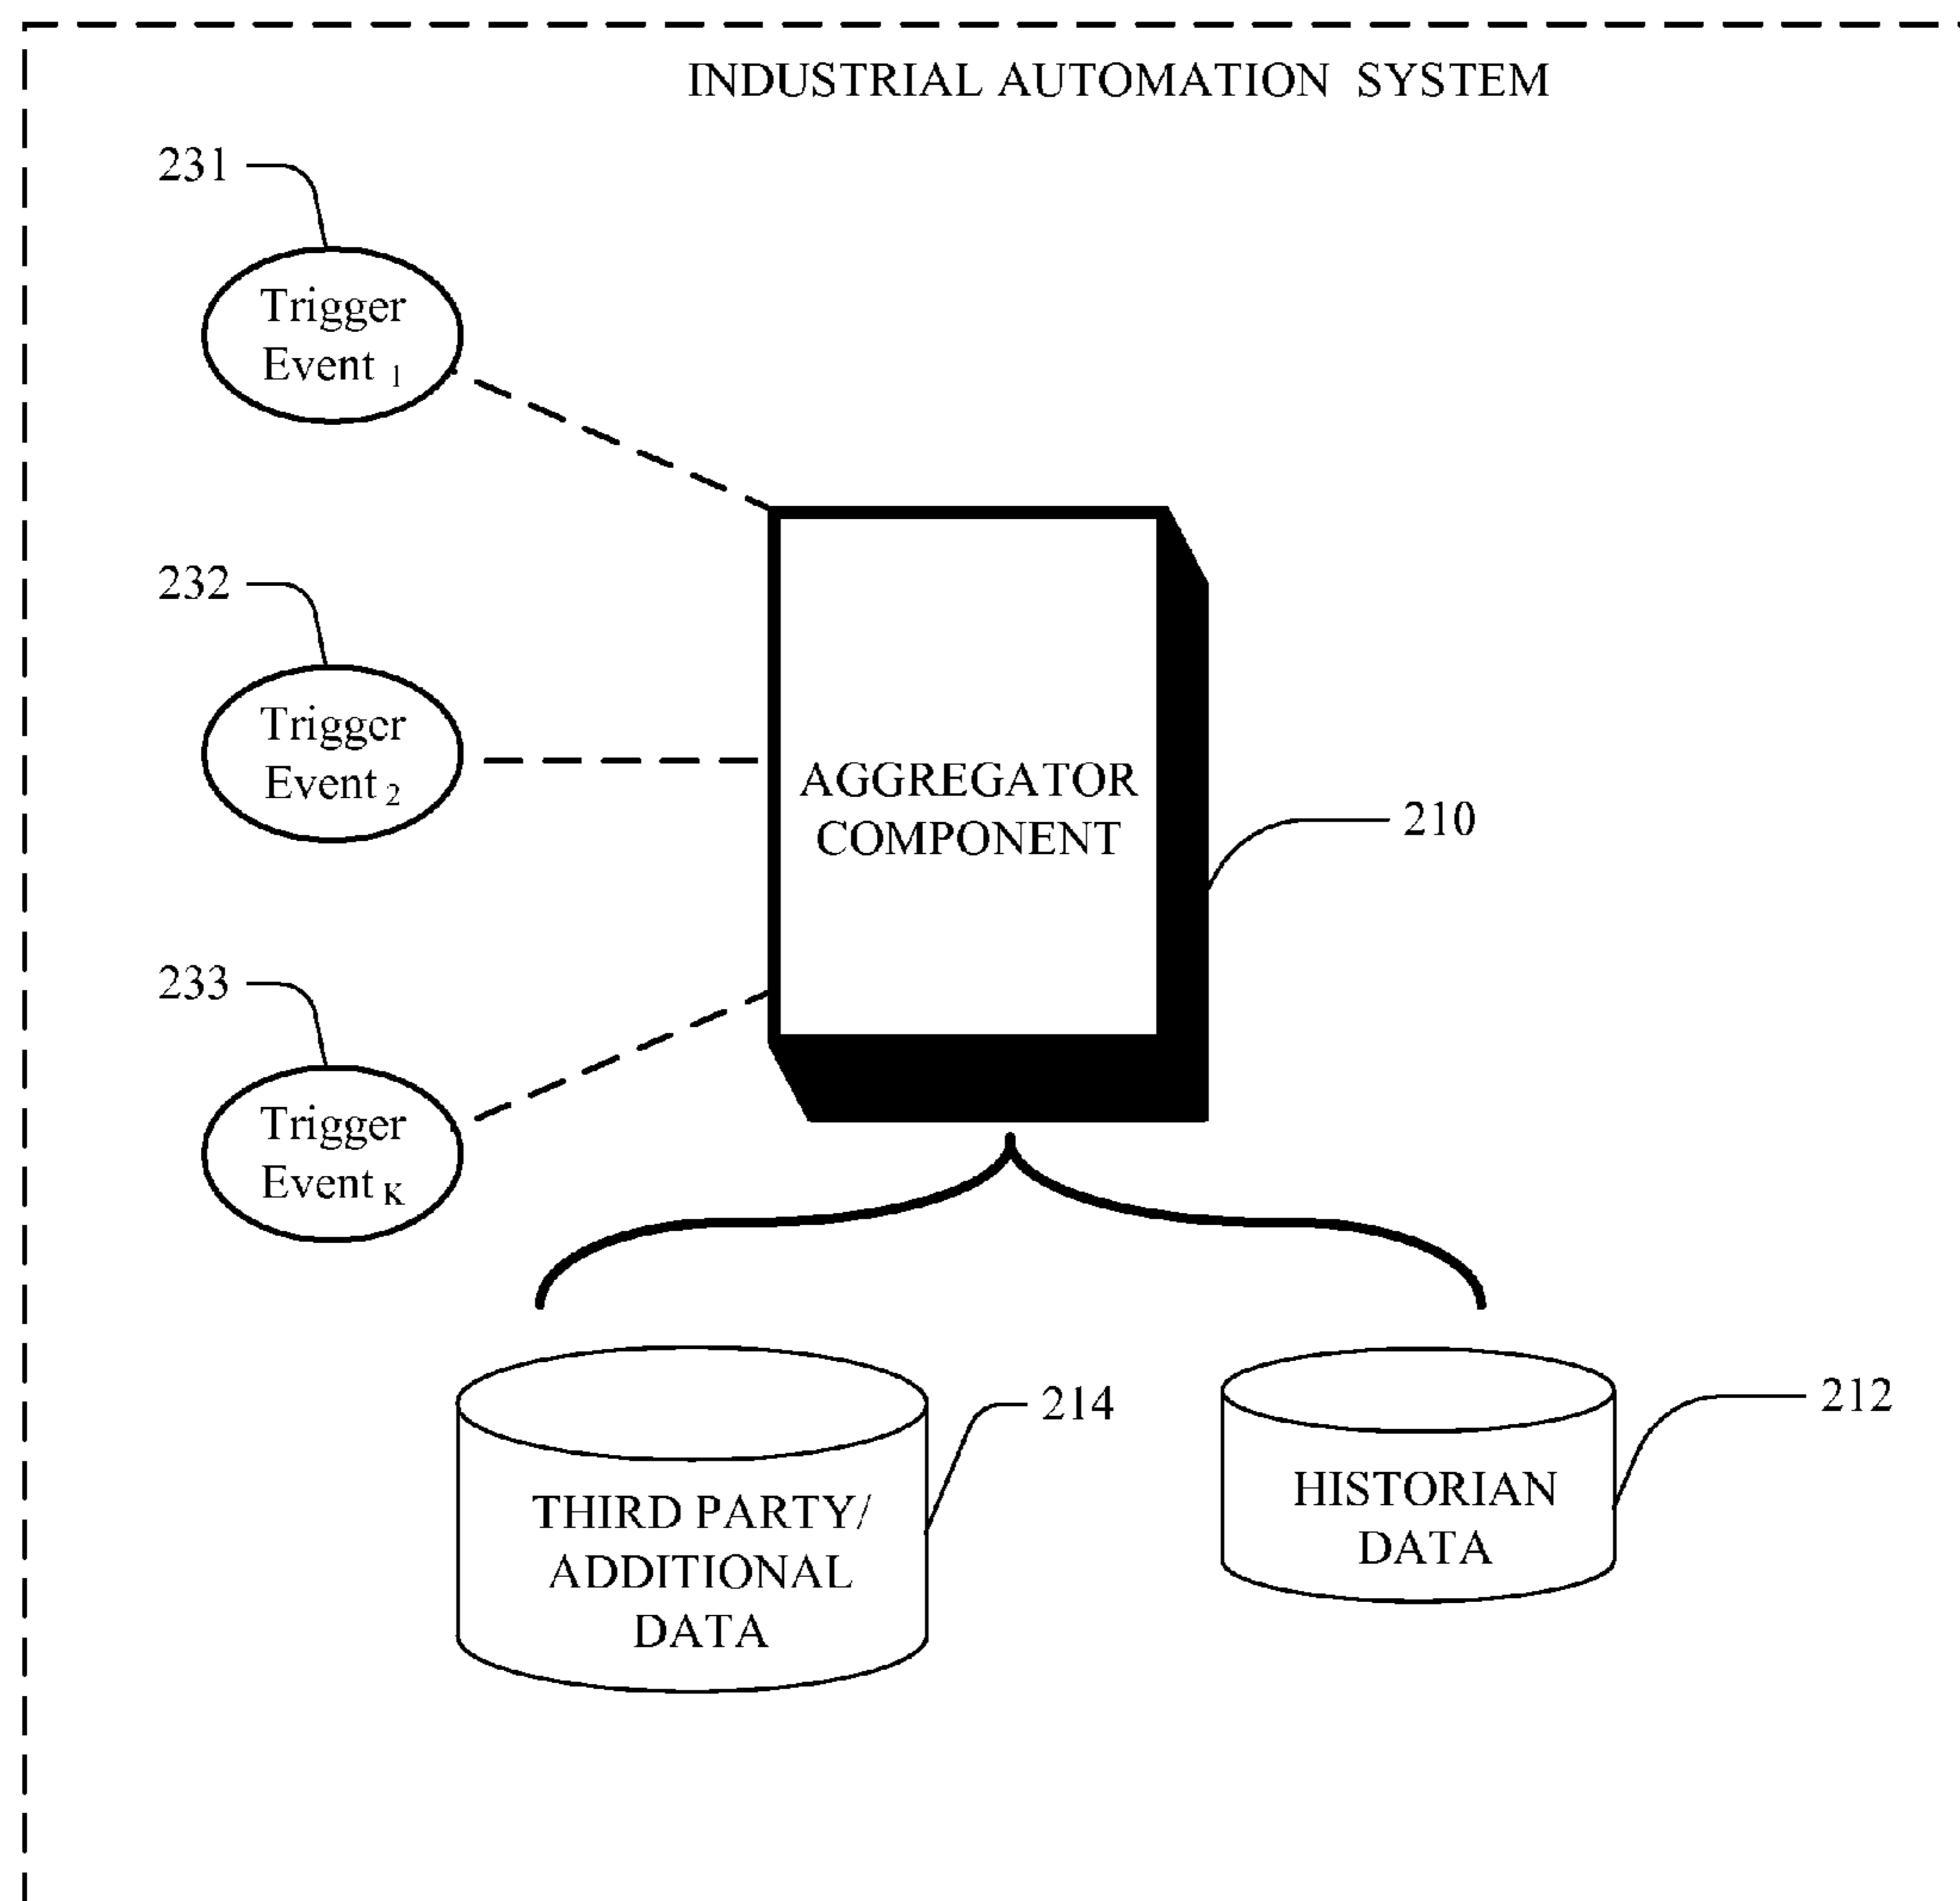 INDUSTRIAL AUTOMATION SYSTEM
231
Trigger
Event 1
232
Trigger
Event 2
AGGREGATOR
COMPONENT
210
233
Trigger
Event K
214
212
THIRD PARTY/
ADDITIONAL
DATA
HISTORIAN
DATA